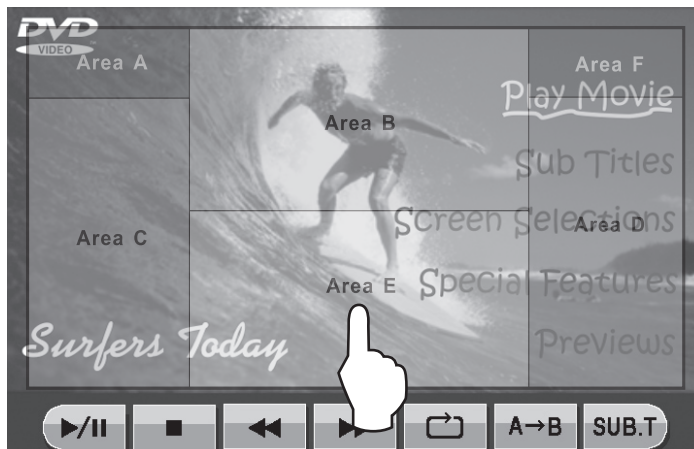 DVD
VIDEO
Area A
Area F
Play Movie
Area B
Sub Titles
Screen Selections
Area C
Area D
Area E
Special Features
Surfers Today
Previews
A→B
SUB.T